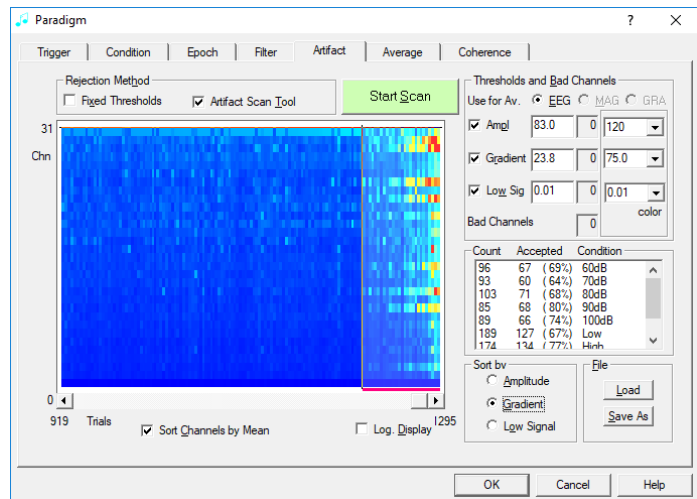 Paradigm
Trigger Condition Epoch Filter Artifact Average Coherence
Rejection Method
Fixed Thresholds Artifact Scan Tool
Start Scan
31
Chn
0
919 Trials 1295
Sort Channels by Mean Log. Display
Thresholds and Bad Channels
Use for Av. EEG MAG GRA
Ampl 83.0 0 120
Gradient 23.8 0 75.0
Low Sig 0.01 0 0.01
color
Bad Channels 0
Count Accepted Condition
96 67 (69%) 60dB
93 60 (64%) 70dB
103 71 (68%) 80dB
85 68 (80%) 90dB
89 66 (74%) 100dB
189 127 (67%) Low
174 134 (77%) High
Sort by
Amplitude
Gradient
Low Signal
File
Load
Save As
OK Cancel Help